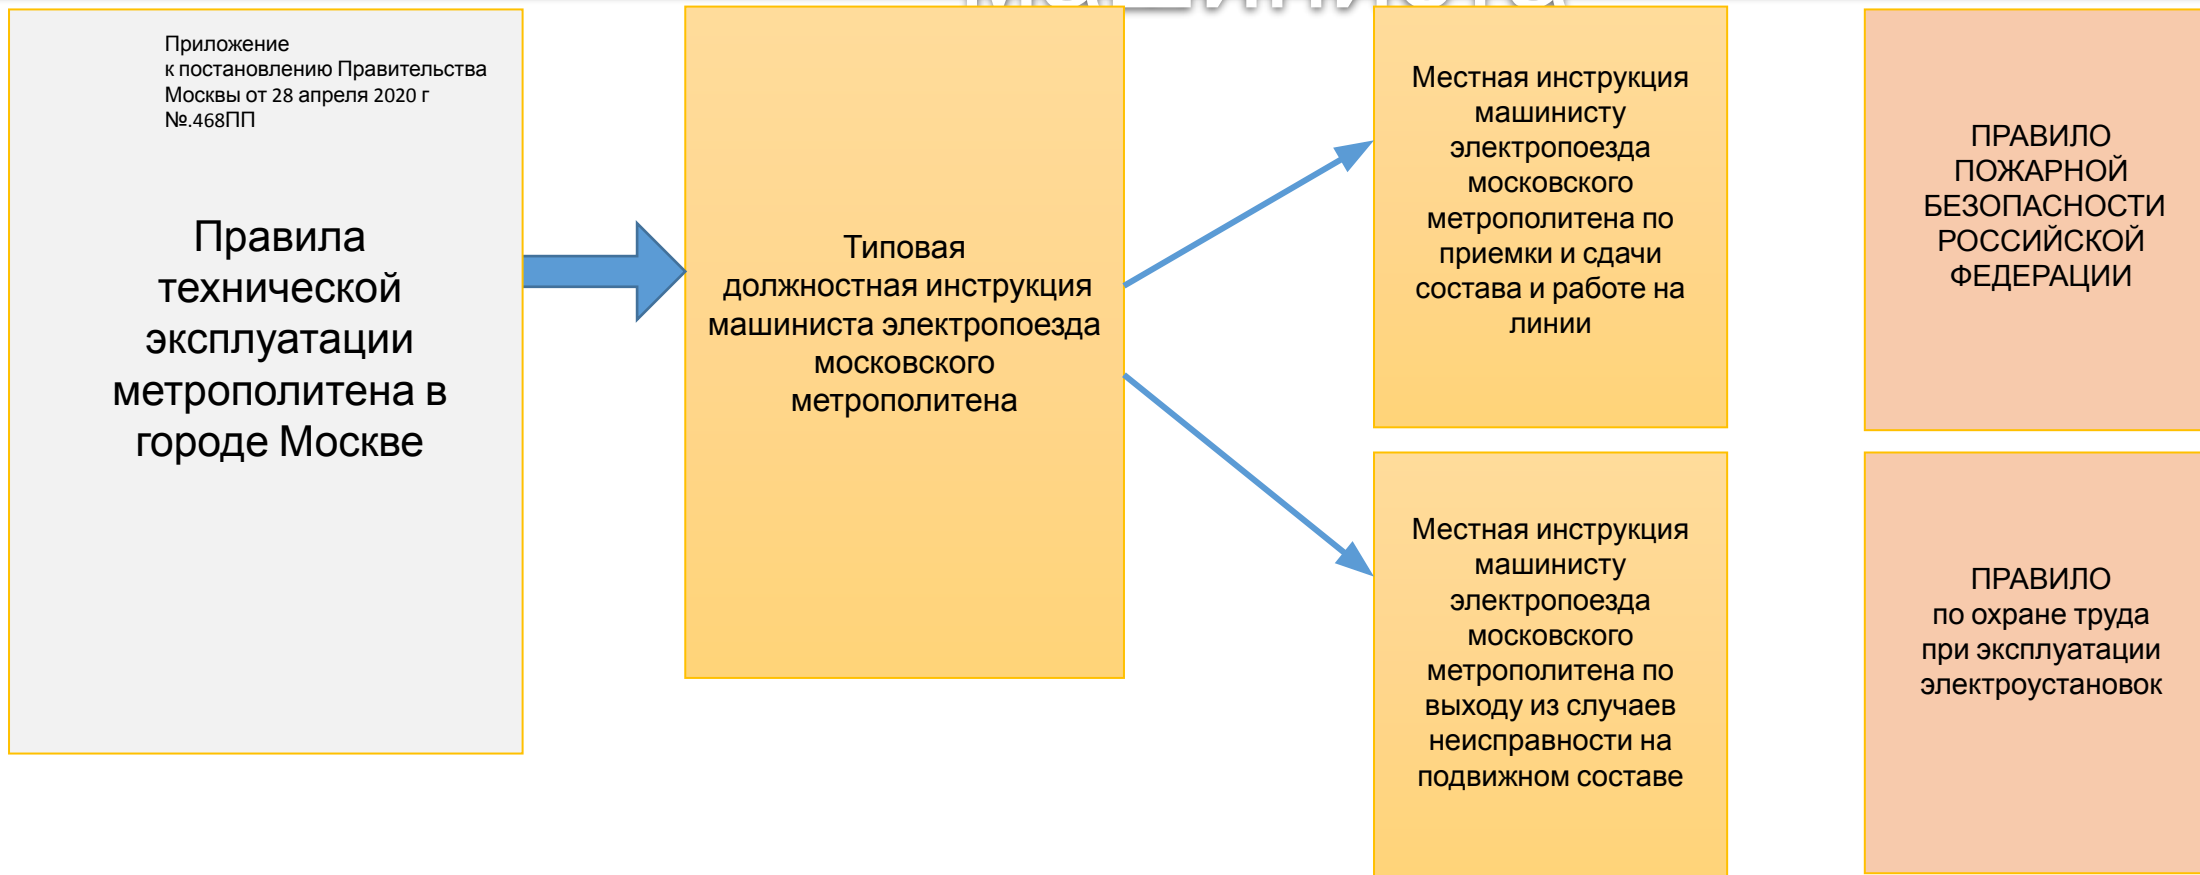 Приложение
к постановлению Правительства
Москвы от 28 апреля 2020 г
№.468ПП
Правила
технической
эксплуатации
метрополитена в
городе Москве
Типовая
должностная инструкция
машиниста электропоезда
московского
метрополитена
Местная инструкция
машинисту
электропоезда
московского
метрополитена по
приемки и сдачи
состава и работе на
линии
Местная инструкция
машинисту
электропоезда
московского
метрополитена по
выходу из случаев
неисправности на
подвижном составе
ПРАВИЛО
ПОЖАРНОЙ
БЕЗОПАСНОСТИ
РОССИЙСКОЙ
ФЕДЕРАЦИИ
ПРАВИЛО
по охране труда
при эксплуатации
электроустановок